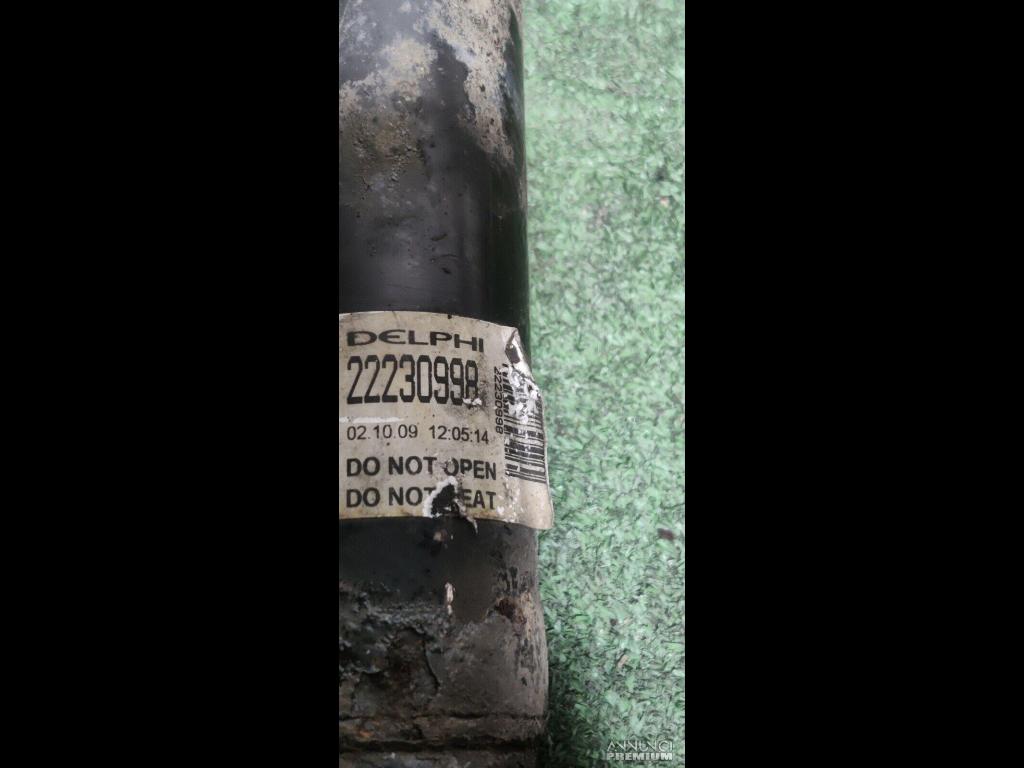 DELPHI
22230998
22230998
02.10.09 12:05:14
DO NOT OPEN
DO NOT
ANNUNCI
PREMIUM